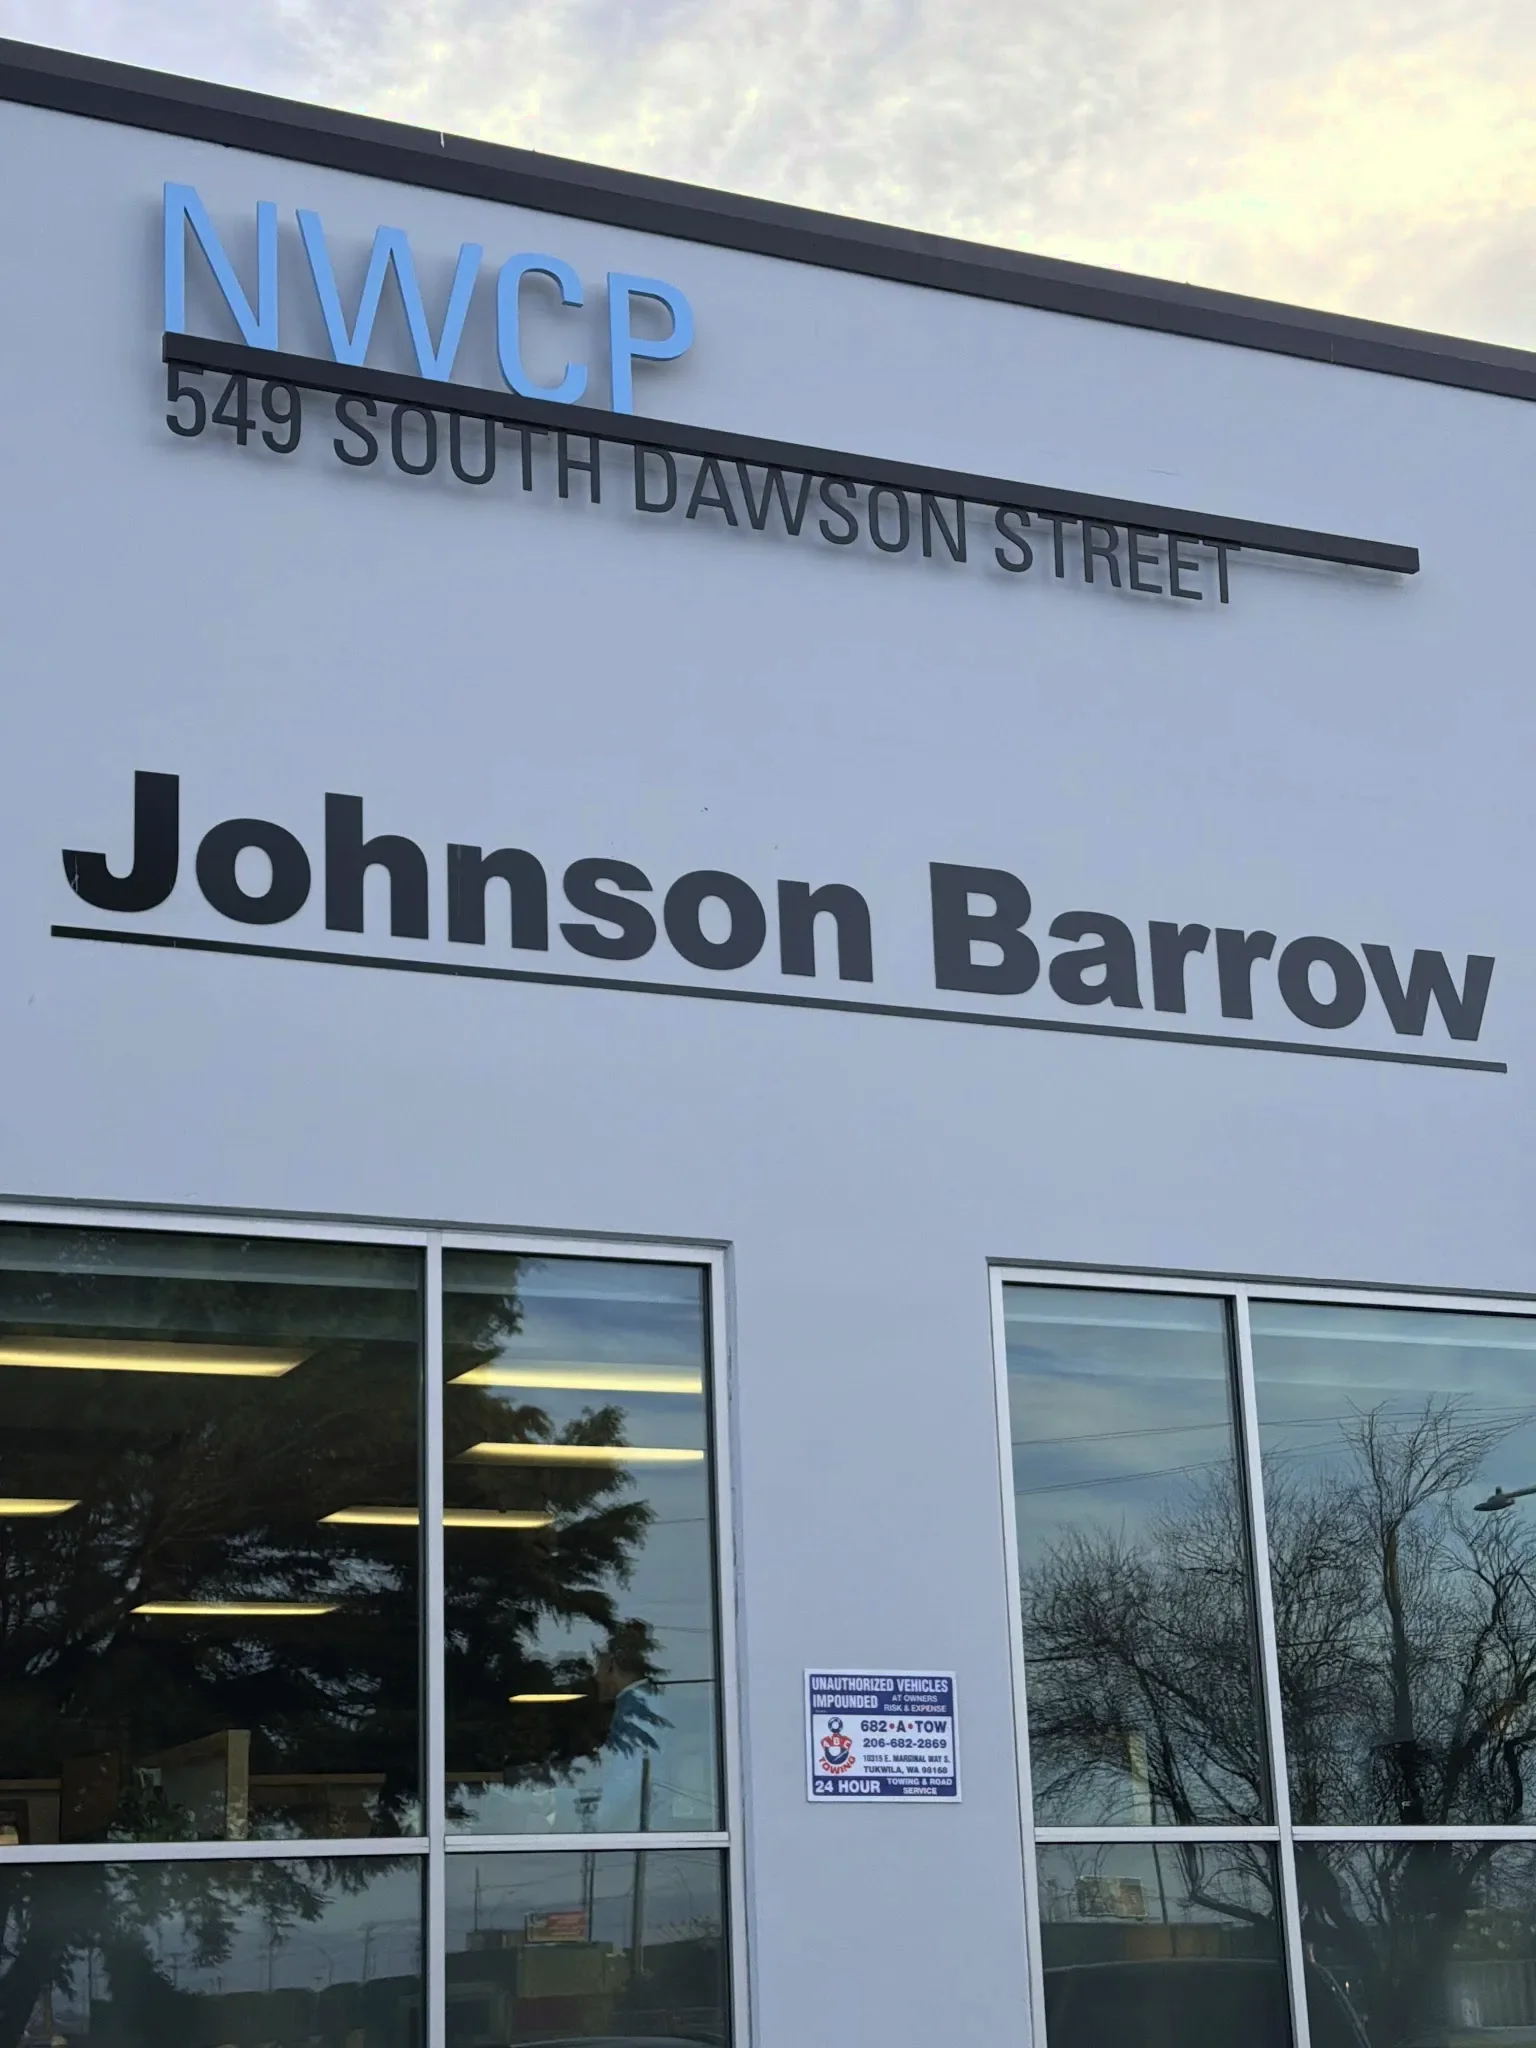 NWCP
549 SOUTH DAWSON STREET
Johnson Barrow
UNAUTHORIZED VEHICLES
IMPOUNDED AT OWNERS
RISK & EXPENSE
682•A•TOW
206-682-2869
ABC
TOWING
10315 E. MARGINAL WAY S.
TUKWILA, WA 98168
24 HOUR TOWING & ROAD
SERVICE